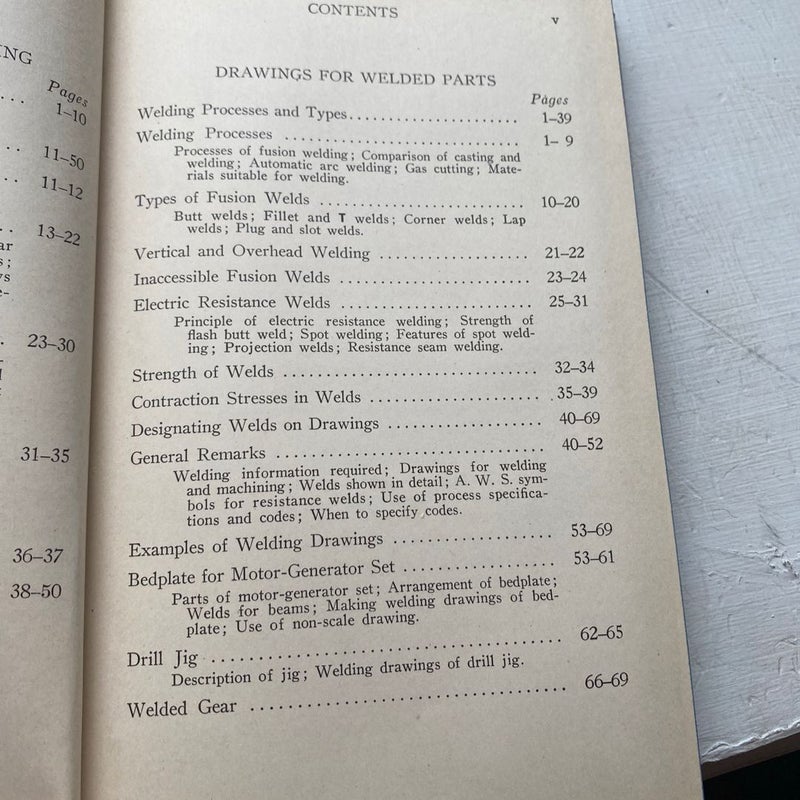 ING
Pages
1–10
11–50
11–12
13–22
ar
s;
ys
e-
23–30
31–35
36–37
38–50
CONTENTS
v
DRAWINGS FOR WELDED PARTS
Pages
Welding Processes and Types.................... 1–39
Welding Processes .............................. 1– 9
Processes of fusion welding; Comparison of casting and
welding; Automatic arc welding; Gas cutting; Mate-
rials suitable for welding.
Types of Fusion Welds .......................... 10–20
Butt welds; Fillet and T welds; Corner welds; Lap
welds; Plug and slot welds.
Vertical and Overhead Welding .................. 21–22
Inaccessible Fusion Welds ....................... 23–24
Electric Resistance Welds ....................... 25–31
Principle of electric resistance welding; Strength of
flash butt weld; Spot welding; Features of spot weld-
ing; Projection welds; Resistance seam welding.
Strength of Welds ............................... 32–34
Contraction Stresses in Welds .................... 35–39
Designating Welds on Drawings ................... 40–69
General Remarks ................................. 40–52
Welding information required; Drawings for welding
and machining; Welds shown in detail; A. W. S. sym-
bols for resistance welds; Use of process specifica-
tions and codes; When to specify codes.
Examples of Welding Drawings .................... 53–69
Bedplate for Motor-Generator Set .................. 53–61
Parts of motor-generator set; Arrangement of bedplate;
Welds for beams; Making welding drawings of bed-
plate; Use of non-scale drawing.
Drill Jig ........................................ 62–65
Description of jig; Welding drawings of drill jig.
Welded Gear ..................................... 66–69